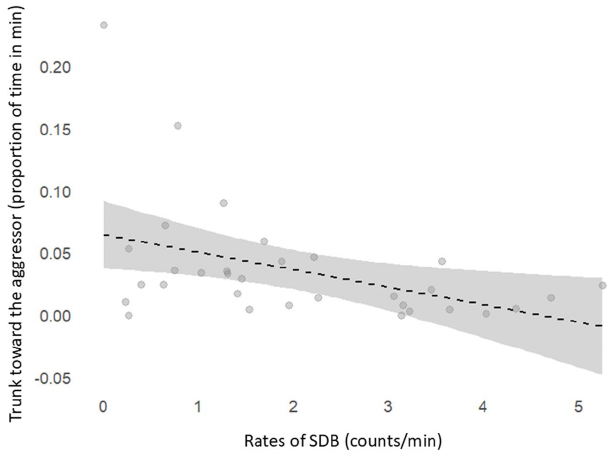 Trunk toward the aggressor (proportion of time in min)
0.20
0.15
0.10
0.05
0.00
-0.05
0 1 2 3 4 5
Rates of SDB (counts/min)